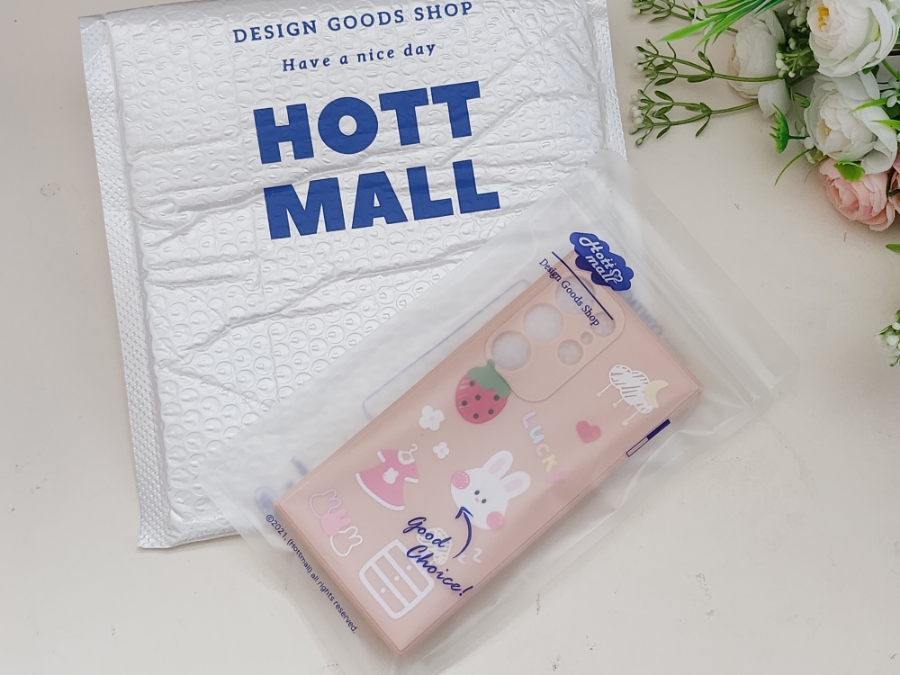 DESIGN GOODS SHOP
Have a nice day
HOTT
MALL
Hott
mall
Design Goods Shop
Lucky
Good
Choice!
©2021. (Hottmall) all rights reserved.